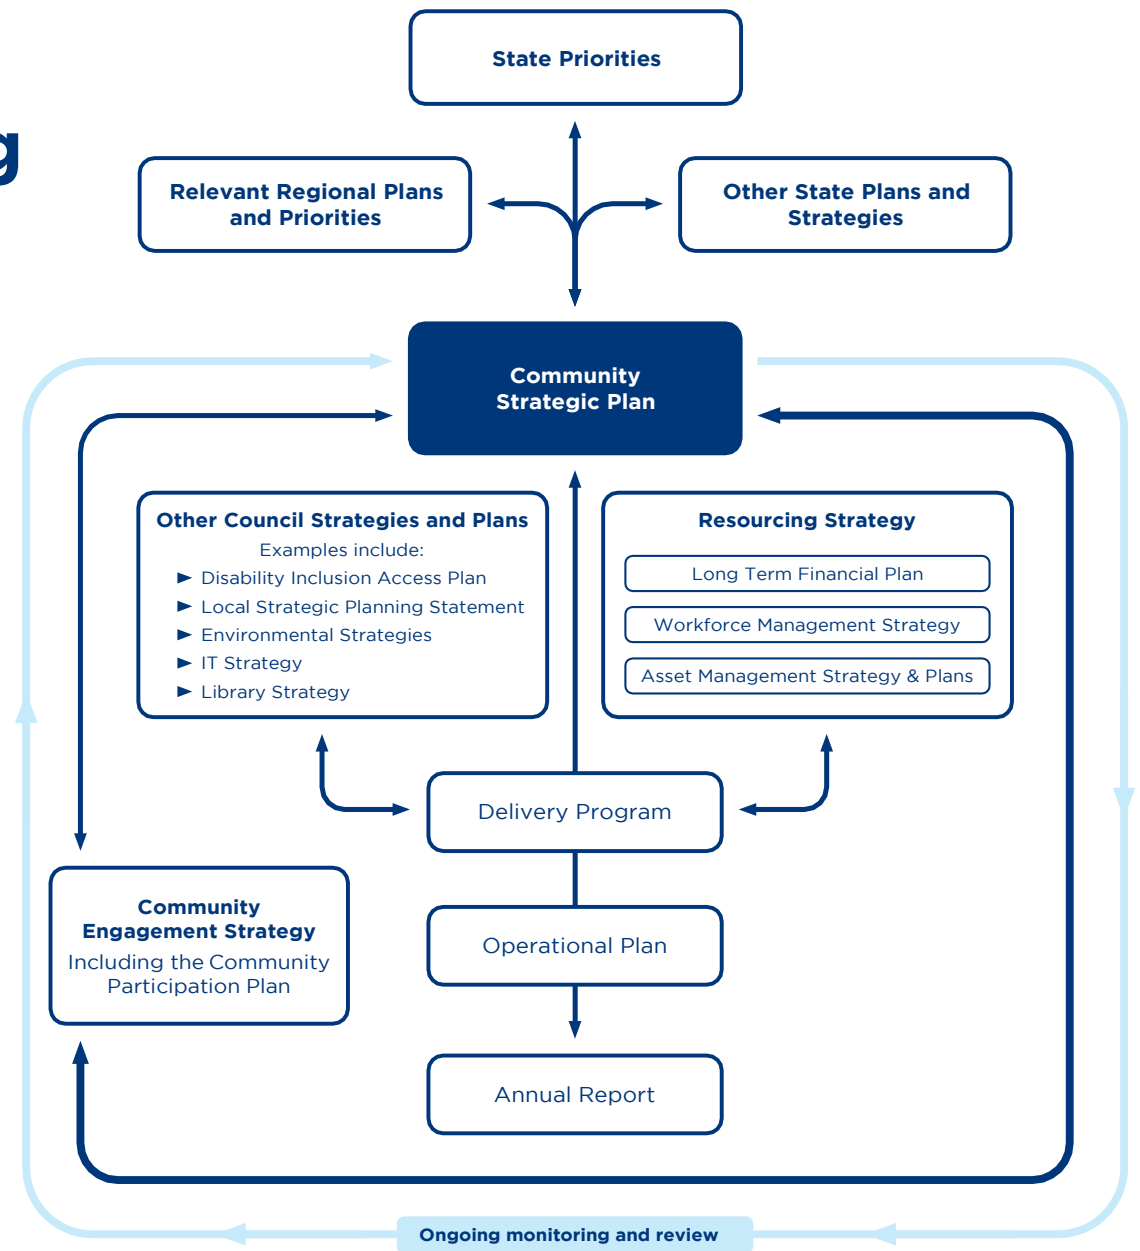 g
State Priorities
Relevant Regional Plans
and Priorities
Other State Plans and
Strategies
Community
Strategic Plan
Other Council Strategies and Plans
Examples include:
► Disability Inclusion Access Plan
► Local Strategic Planning Statement
► Environmental Strategies
► IT Strategy
► Library Strategy
Resourcing Strategy
Long Term Financial Plan
Workforce Management Strategy
Asset Management Strategy & Plans
Delivery Program
Community
Engagement Strategy
Including the Community
Participation Plan
Operational Plan
Annual Report
Ongoing monitoring and review